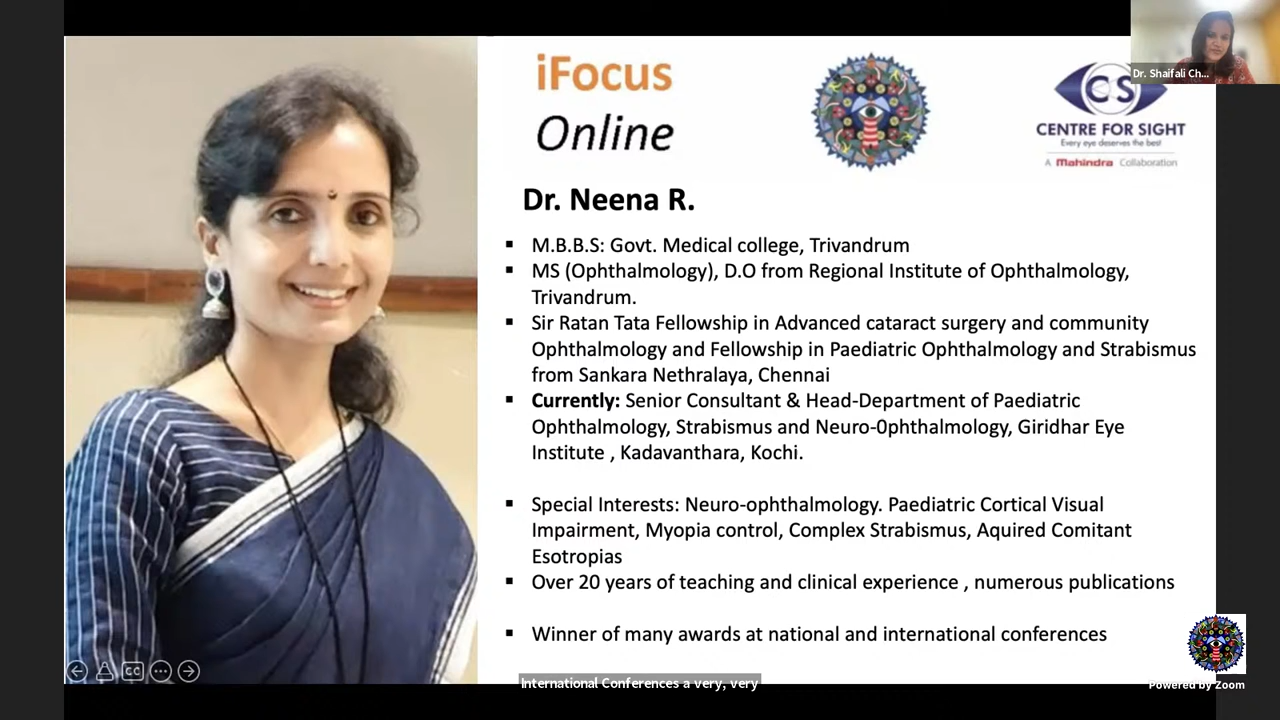 iFocus
Online
Dr. Shaifali Ch...
CS
CENTRE FOR SIGHT
Every eye deserves the best!
A Mahindra Collaboration
Dr. Neena R.
▪ M.B.B.S: Govt. Medical college, Trivandrum
▪ MS (Ophthalmology), D.O from Regional Institute of Ophthalmology,
Trivandrum.
▪ Sir Ratan Tata Fellowship in Advanced cataract surgery and community
Ophthalmology and Fellowship in Paediatric Ophthalmology and Strabismus
from Sankara Nethralaya, Chennai
▪ Currently: Senior Consultant & Head-Department of Paediatric
Ophthalmology, Strabismus and Neuro-0phthalmology, Giridhar Eye
Institute , Kadavanthara, Kochi.
▪ Special Interests: Neuro-ophthalmology. Paediatric Cortical Visual
Impairment, Myopia control, Complex Strabismus, Aquired Comitant
Esotropias
▪ Over 20 years of teaching and clinical experience , numerous publications
▪ Winner of many awards at national and international conferences
CC
International Conferences a very, very
Powered by Zoom